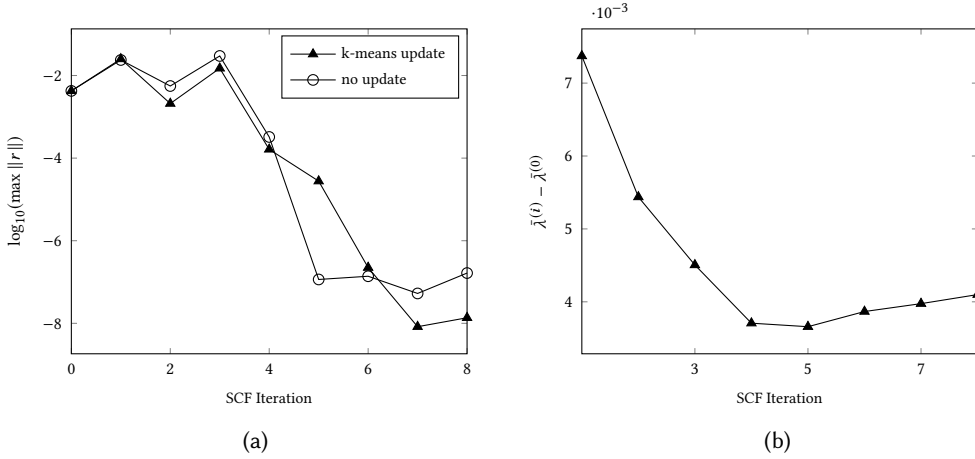 k-means update
no update
−2
−4
−6
−8
0
2
4
6
8
log10(max ||r||)
SCF Iteration
(a)
·10−3
7
6
5
4
3
5
7
λ̄(i) − λ̄(0)
SCF Iteration
(b)